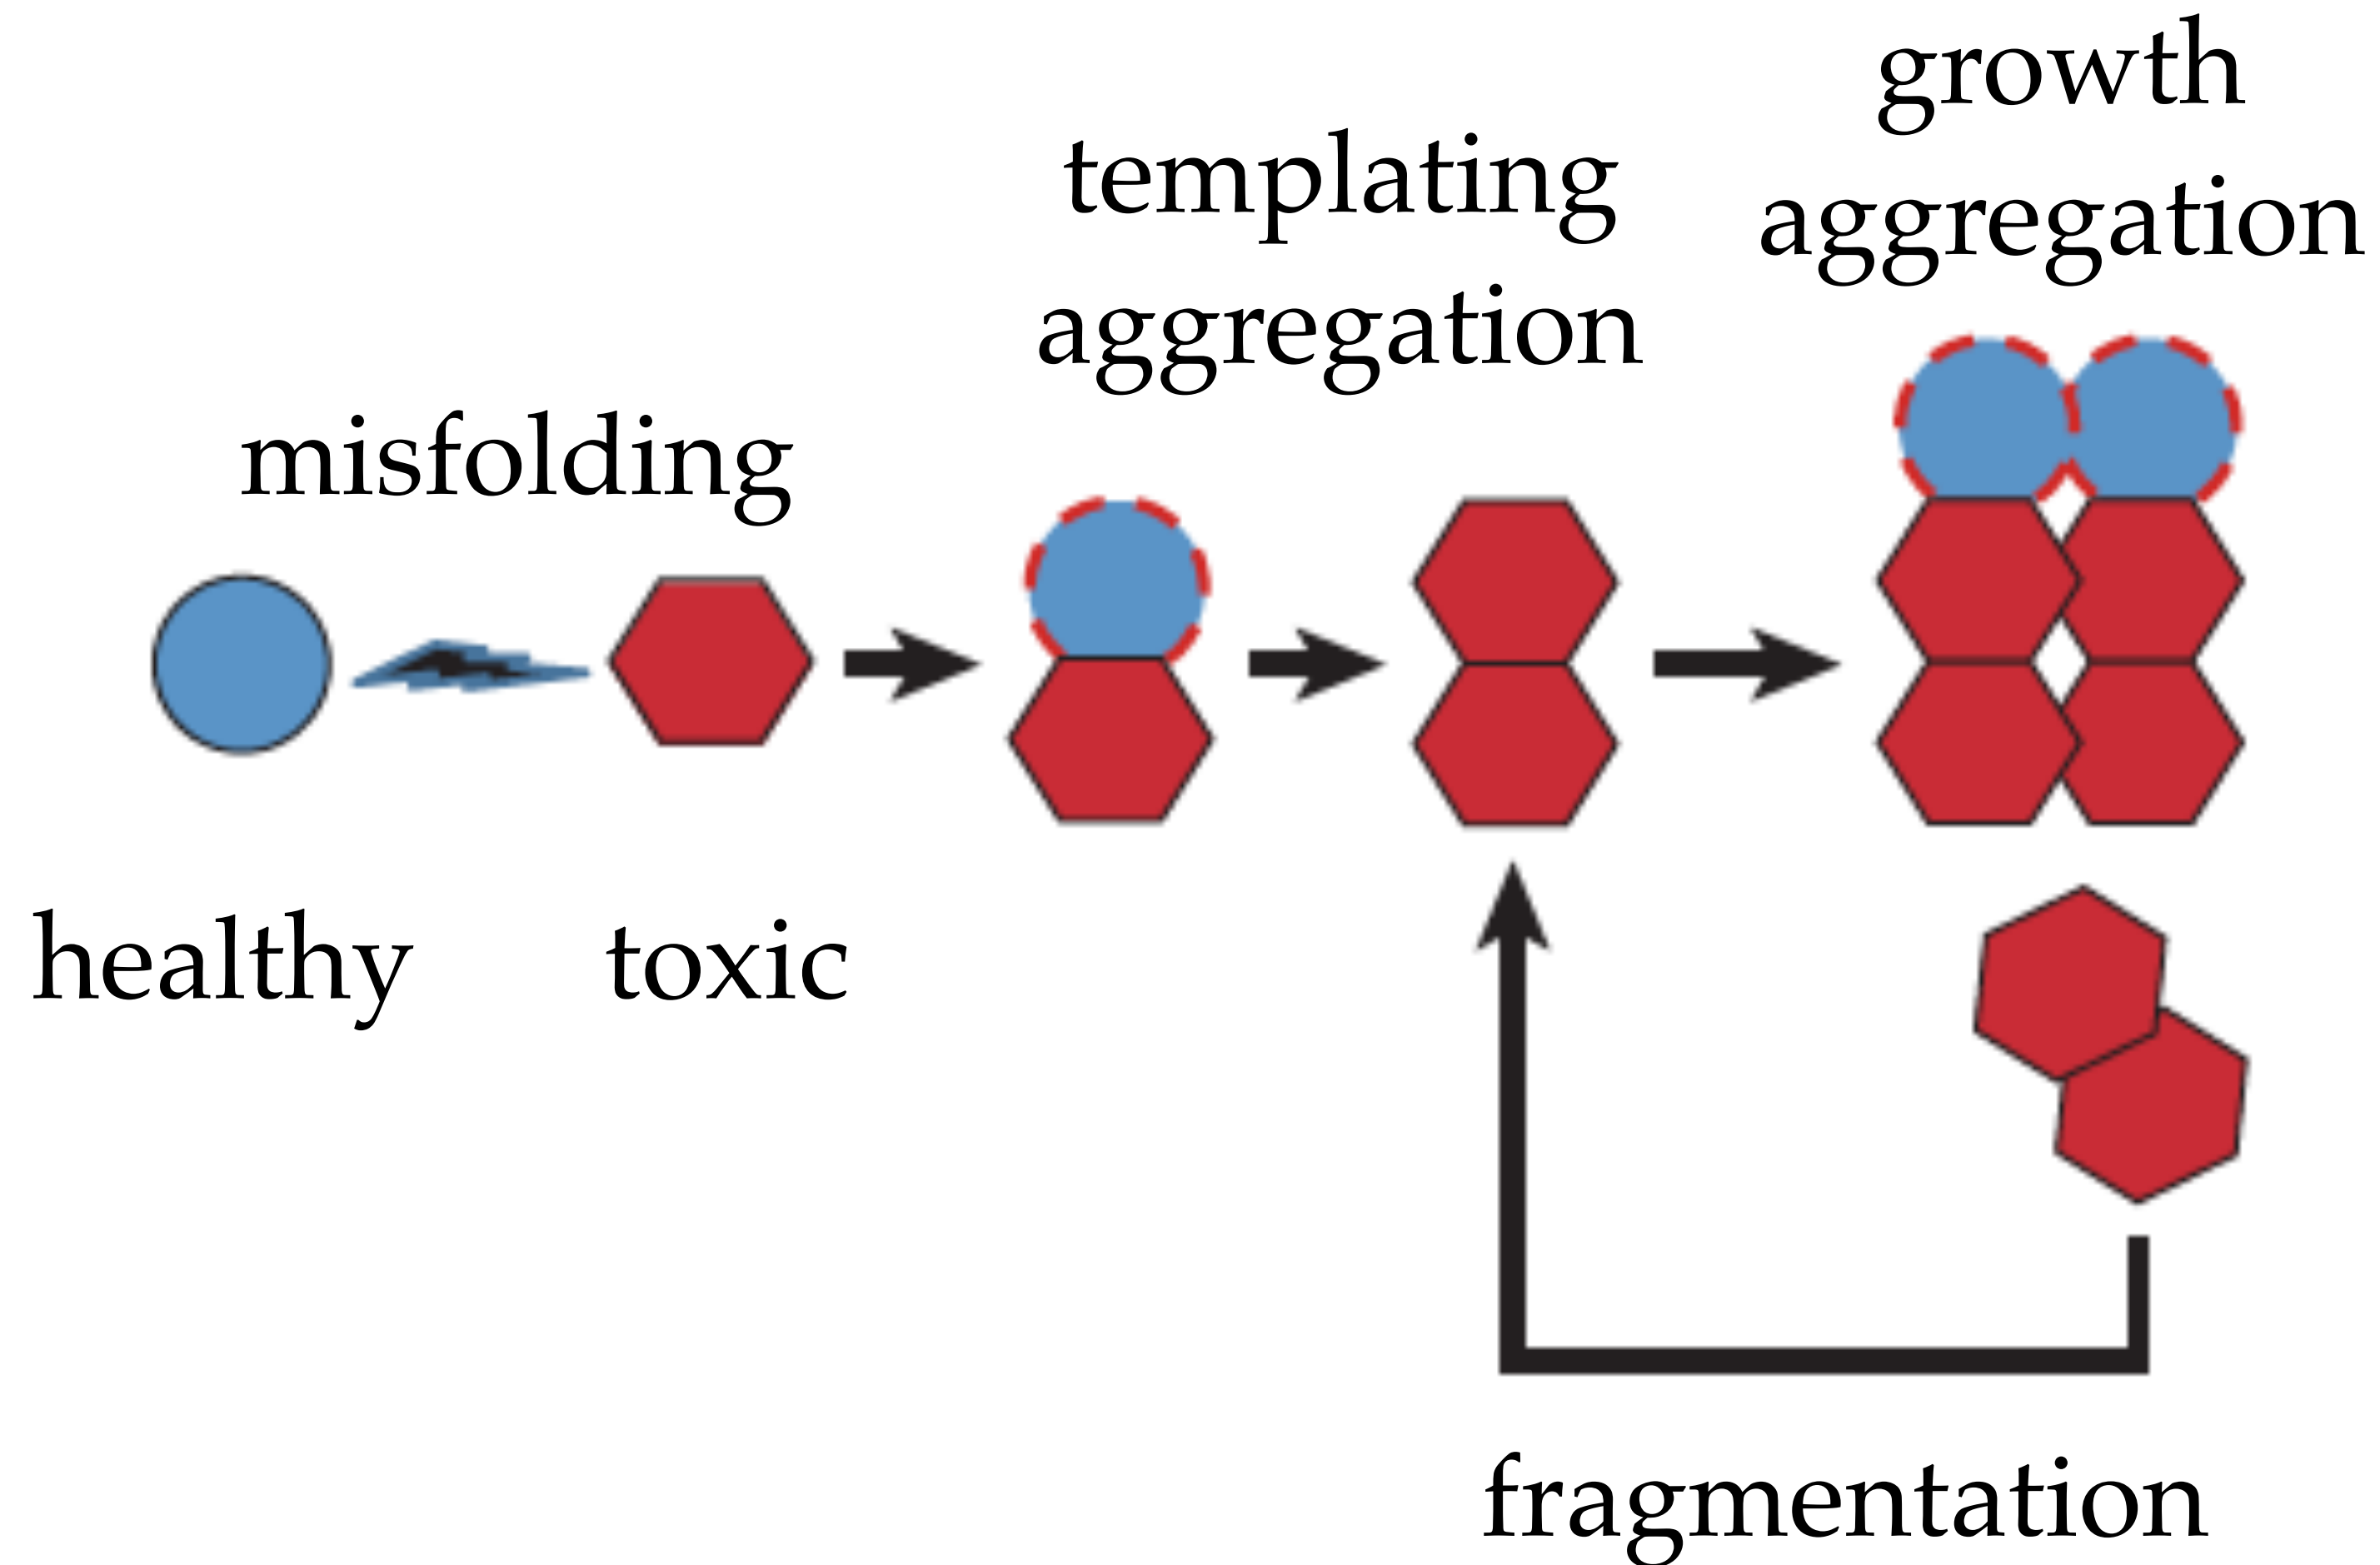 growth
aggregation
templating
aggregation
misfolding
healthy
toxic
fragmentation